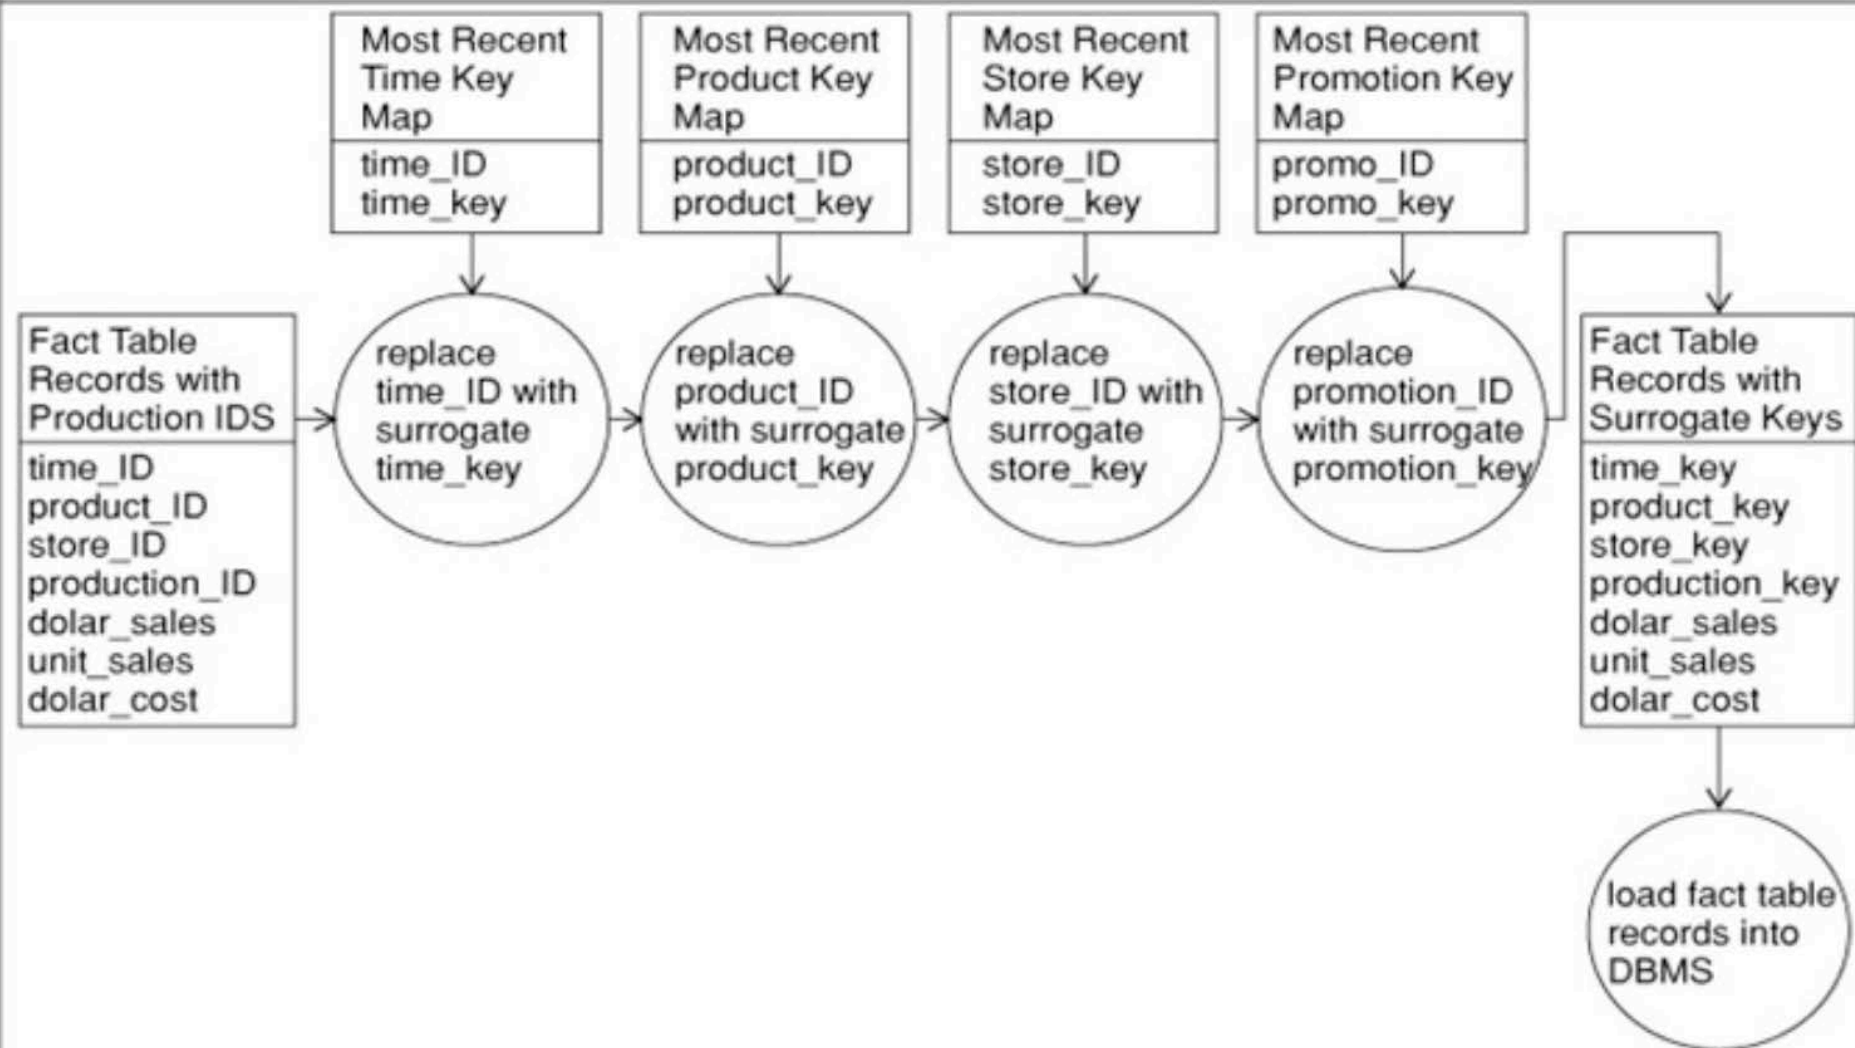 Most Recent
Time Key
Map
time_ID
time_key
Most Recent
Product Key
Map
product_ID
product_key
Most Recent
Store Key
Map
store_ID
store_key
Most Recent
Promotion Key
Map
promo_ID
promo_key
Fact Table
Records with
Production IDS
time_ID
product_ID
store_ID
production_ID
dolar_sales
unit_sales
dolar_cost
replace
time_ID with
surrogate
time_key
replace
product_ID
with surrogate
product_key
replace
store_ID with
surrogate
store_key
replace
promotion_ID
with surrogate
promotion_key
Fact Table
Records with
Surrogate Keys
time_key
product_key
store_key
production_key
dolar_sales
unit_sales
dolar_cost
load fact table
records into
DBMS